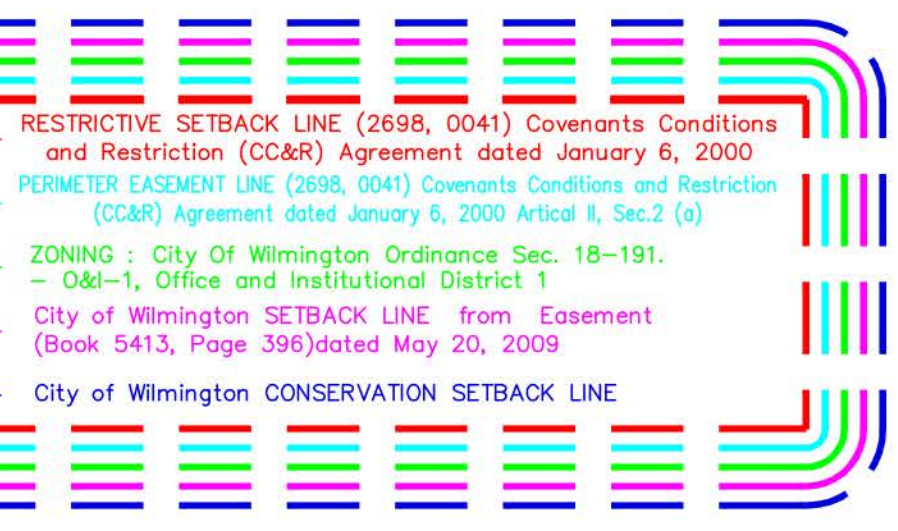 RESTRICTIVE SETBACK LINE (2698, 0041) Covenants Conditions
and Restriction (CC&R) Agreement dated January 6, 2000
PERIMETER EASEMENT LINE (2698, 0041) Covenants Conditions and Restriction
(CC&R) Agreement dated January 6, 2000 Artical II, Sec.2 (a)
ZONING : City Of Wilmington Ordinance Sec. 18-191.
- O&I-1, Office and Institutional District 1
City of Wilmington SETBACK LINE from Easement
(Book 5413, Page 396)dated May 20, 2009
City of Wilmington CONSERVATION SETBACK LINE